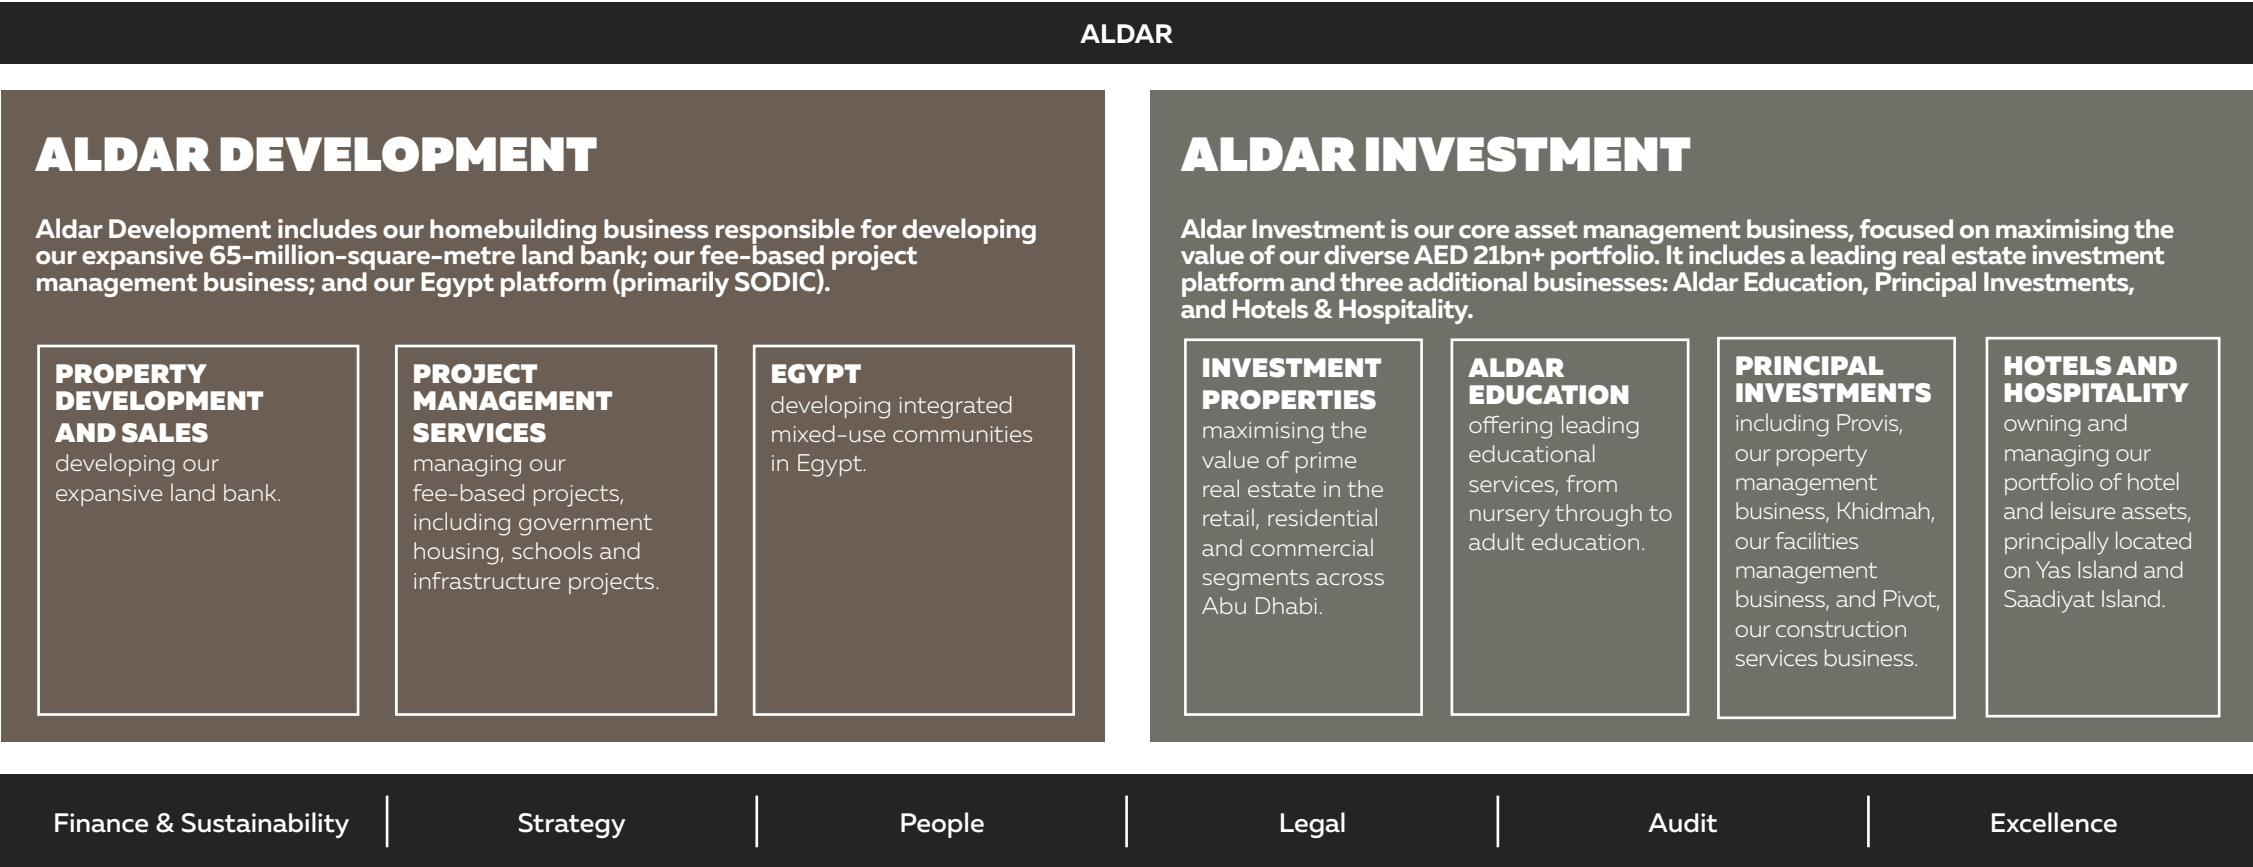 ALDAR
ALDAR DEVELOPMENT
Aldar Development includes our homebuilding business responsible for developing
our expansive 65-million-square-metre land bank; our fee-based project
management business; and our Egypt platform (primarily SODIC).
PROPERTY
DEVELOPMENT
AND SALES
developing our
expansive land bank.
PROJECT
MANAGEMENT
SERVICES
managing our
fee-based projects,
including government
housing, schools and
infrastructure projects.
EGYPT
developing integrated
mixed-use communities
in Egypt.
ALDAR INVESTMENT
Aldar Investment is our core asset management business, focused on maximising the
value of our diverse AED 21bn+ portfolio. It includes a leading real estate investment
platform and three additional businesses: Aldar Education, Principal Investments,
and Hotels & Hospitality.
INVESTMENT
PROPERTIES
maximising the
value of prime
real estate in the
retail, residential
and commercial
segments across
Abu Dhabi.
ALDAR
EDUCATION
offering leading
educational
services, from
nursery through to
adult education.
PRINCIPAL
INVESTMENTS
including Provis,
our property
management
business, Khidmah,
our facilities
management
business, and Pivot,
our construction
services business.
HOTELS AND
HOSPITALITY
owning and
managing our
portfolio of hotel
and leisure assets,
principally located
on Yas Island and
Saadiyat Island.
Finance & Sustainability
Strategy
People
Legal
Audit
Excellence